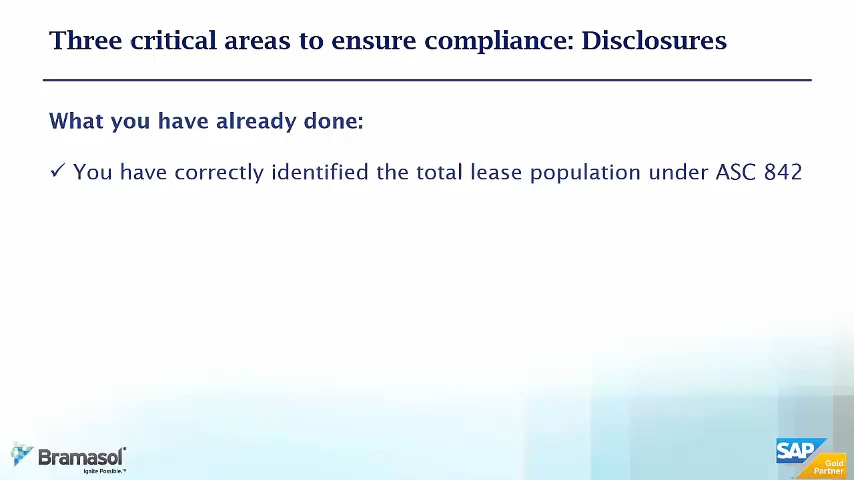 Three critical areas to ensure compliance: Disclosures
What you have already done:
✓ You have correctly identified the total lease population under ASC 842
Bramasol
Ignite Possible.™
SAP
Gold
Partner